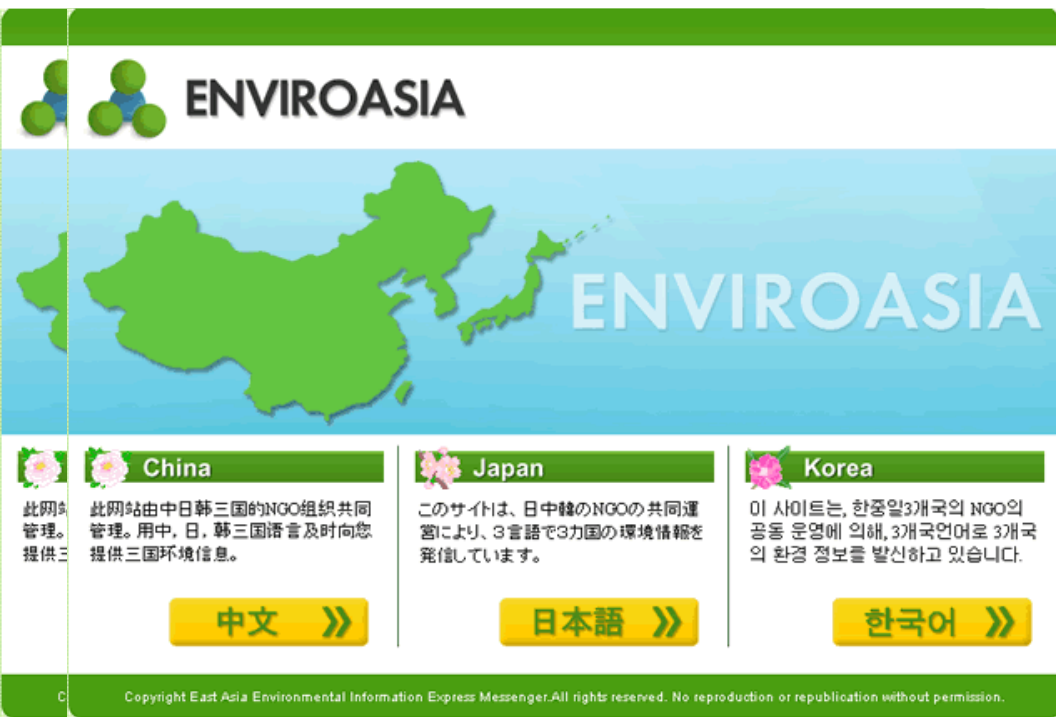 ENVIROASIA
ENVIROASIA
China
此网站由中日韩三国的NGO组织共同
管理。用中，日，韩三国语言及时向您
提供三国环境信息。
中文
Japan
このサイトは、日中韓のNGOの共同運
営により、３言語で3カ国の環境情報を
発信しています。
日本語
Korea
이 사이트는, 한중일3개국의 NGO의
공동 운영에 의해, 3개국언어로 3개국
의 환경 정보를 발신하고 있습니다.
한국어
此网
管理。
提供三
C
Copyright East Asia Environmental Information Express Messenger.All rights reserved. No reproduction or republication without permission.